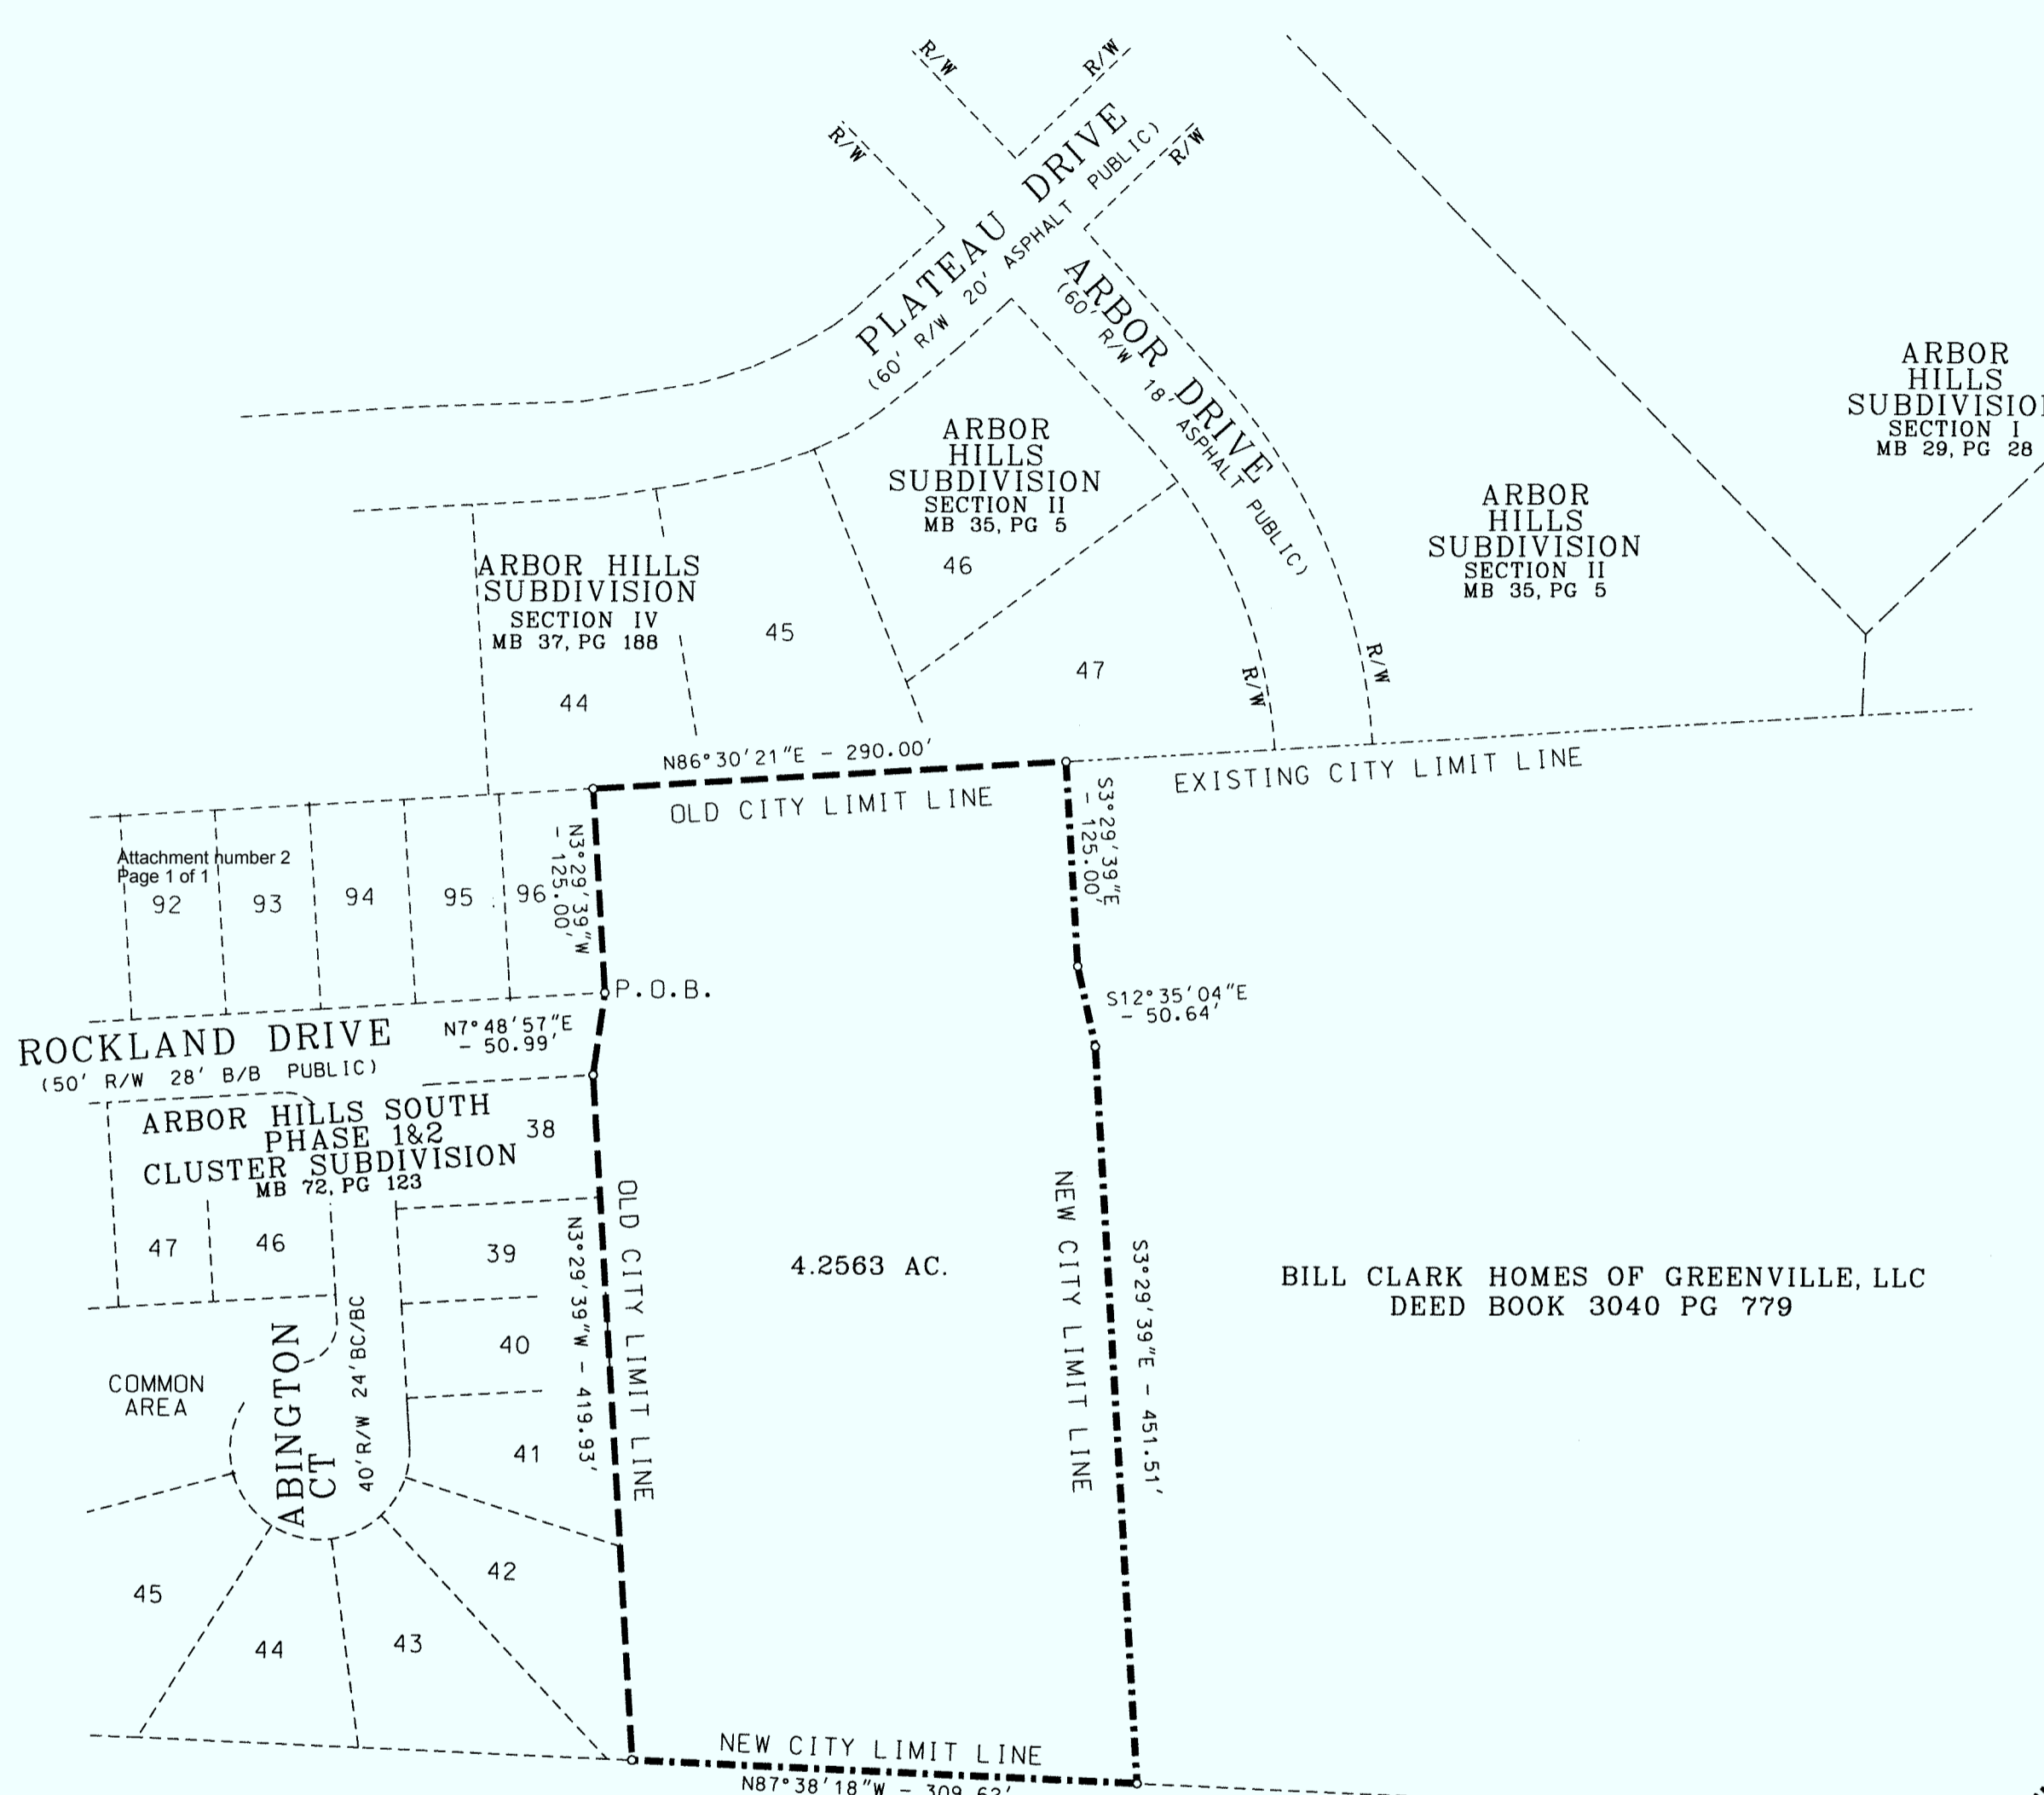 R/W
R/W
R/W
R/W
PLATEAU DRIVE
(60' R/W 20' ASPHALT PUBLIC)
ARBOR DRIVE
(60' R/W 18' ASPHALT PUBLIC)
R/W
R/W
ARBOR
HILLS
SUBDIVISION
SECTION II
MB 35, PG 5
46
ARBOR
HILLS
SUBDIVISIO
SECTION I
MB 29, PG 28
ARBOR
HILLS
SUBDIVISION
SECTION II
MB 35, PG 5
ARBOR HILLS
SUBDIVISION
SECTION IV
MB 37, PG 188
44
45
47
N86°30'21"E - 290.00'
OLD CITY LIMIT LINE
EXISTING CITY LIMIT LINE
Attachment number 2
Page 1 of 1
92
93
94
95
96
N3°29'39"W
- 125.00'
S3°29'39"E
- 125.00'
P.O.B.
S12°35'04"E
- 50.64'
N7°48'57"E
- 50.99'
ROCKLAND DRIVE
(50' R/W 28' B/B PUBLIC)
ARBOR HILLS SOUTH
PHASE 1&2
CLUSTER SUBDIVISION
MB 72, PG 123
38
47
46
39
40
41
42
43
44
45
COMMON
AREA
ABINGTON
CT
40'R/W 24'BC/BC
N3°29'39"W - 419.93'
OLD CITY LIMIT LINE
4.2563 AC.
NEW CITY LIMIT LINE
S3°29'39"E - 451.51'
BILL CLARK HOMES OF GREENVILLE, LLC
DEED BOOK 3040 PG 779
NEW CITY LIMIT LINE
N87°38'18"W - 309.62'